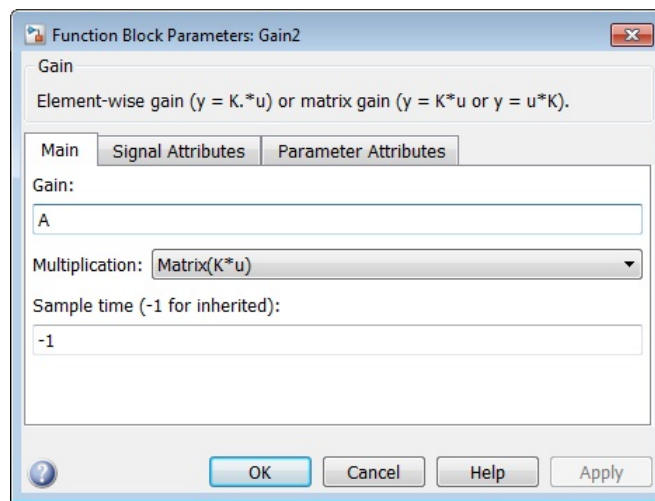 Function Block Parameters: Gain2
Gain
Element-wise gain (y = K.*u) or matrix gain (y = K*u or y = u*K).
Main Signal Attributes Parameter Attributes
Gain:
A
Multiplication: Matrix(K*u)
Sample time (-1 for inherited):
-1
? OK Cancel Help Apply